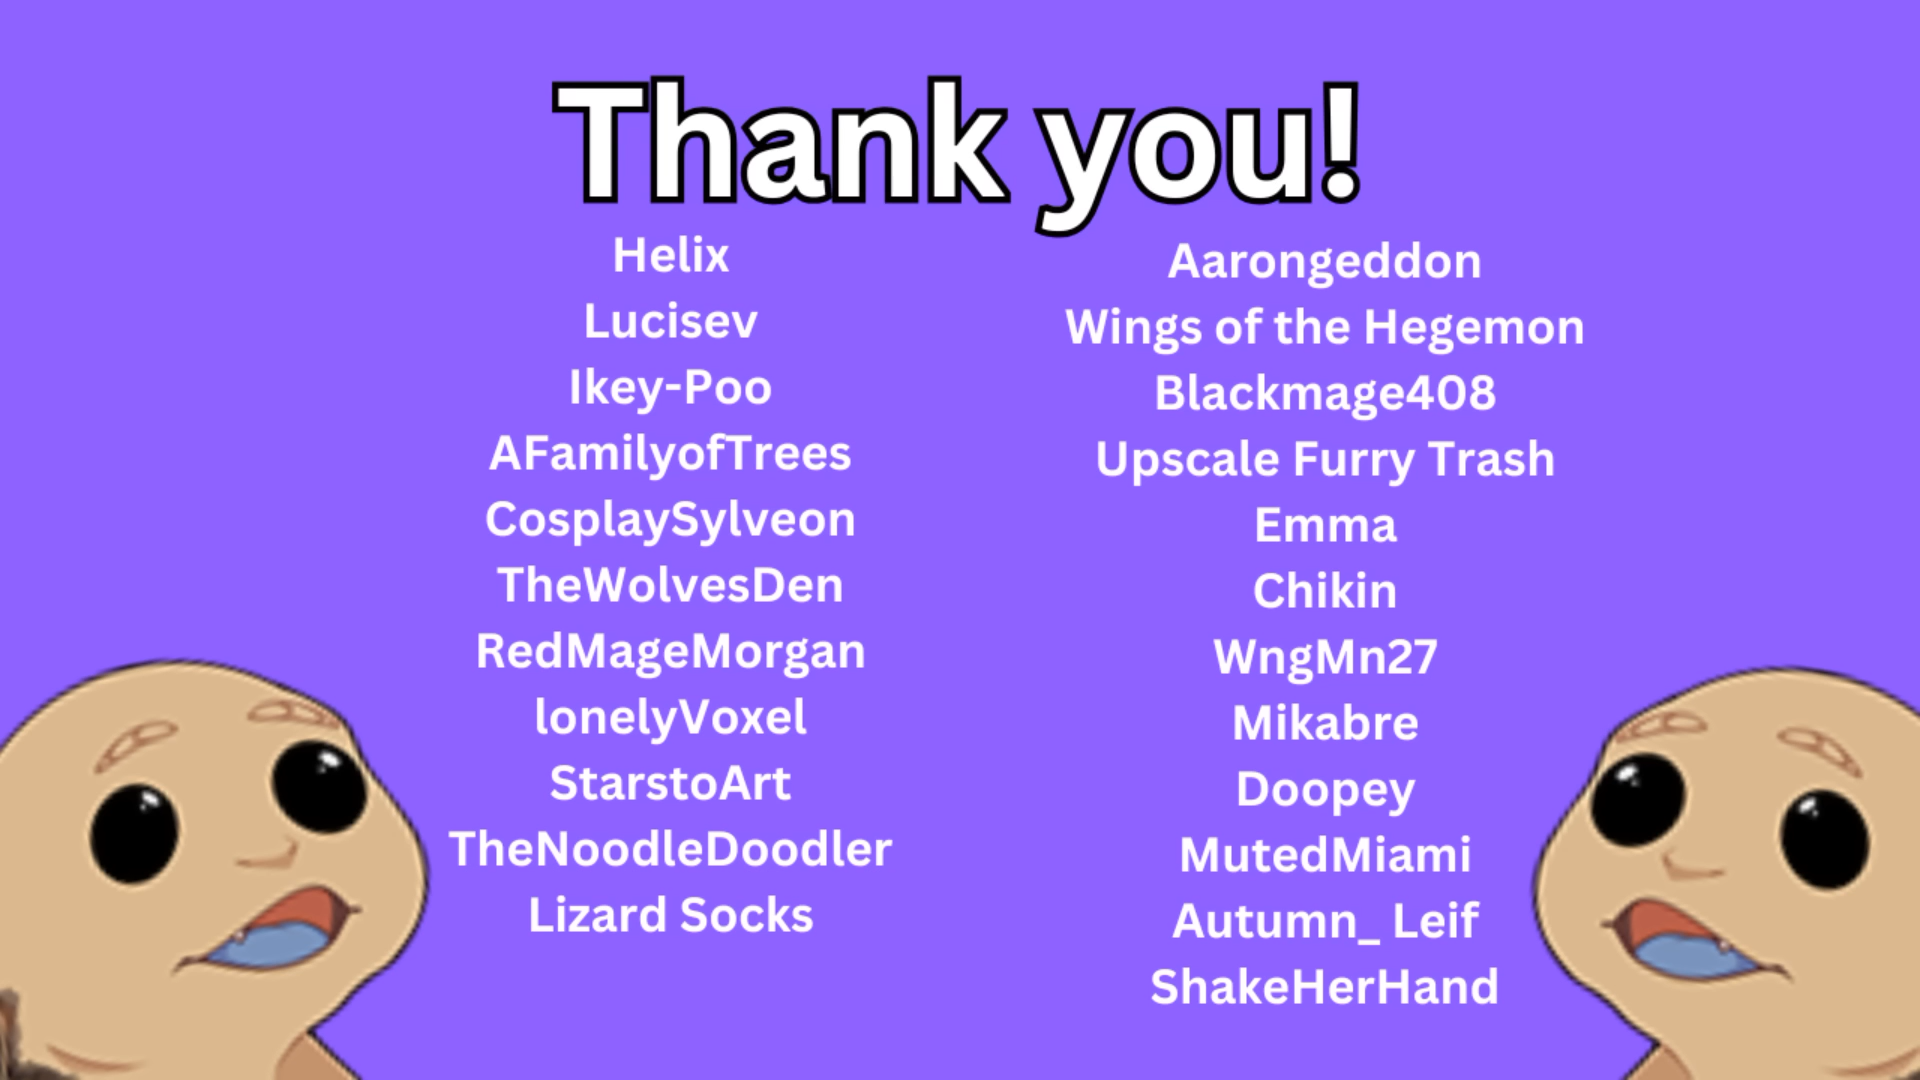 Thank you!
Helix
Lucisev
Ikey-Poo
AFamilyofTrees
CosplaySylveon
TheWolvesDen
RedMageMorgan
lonelyVoxel
StarstoArt
TheNoodleDoodler
Lizard Socks
Aarongeddon
Wings of the Hegemon
Blackmage408
Upscale Furry Trash
Emma
Chikin
WngMn27
Mikabre
Doopey
MutedMiami
Autumn_ Leif
ShakeHerHand